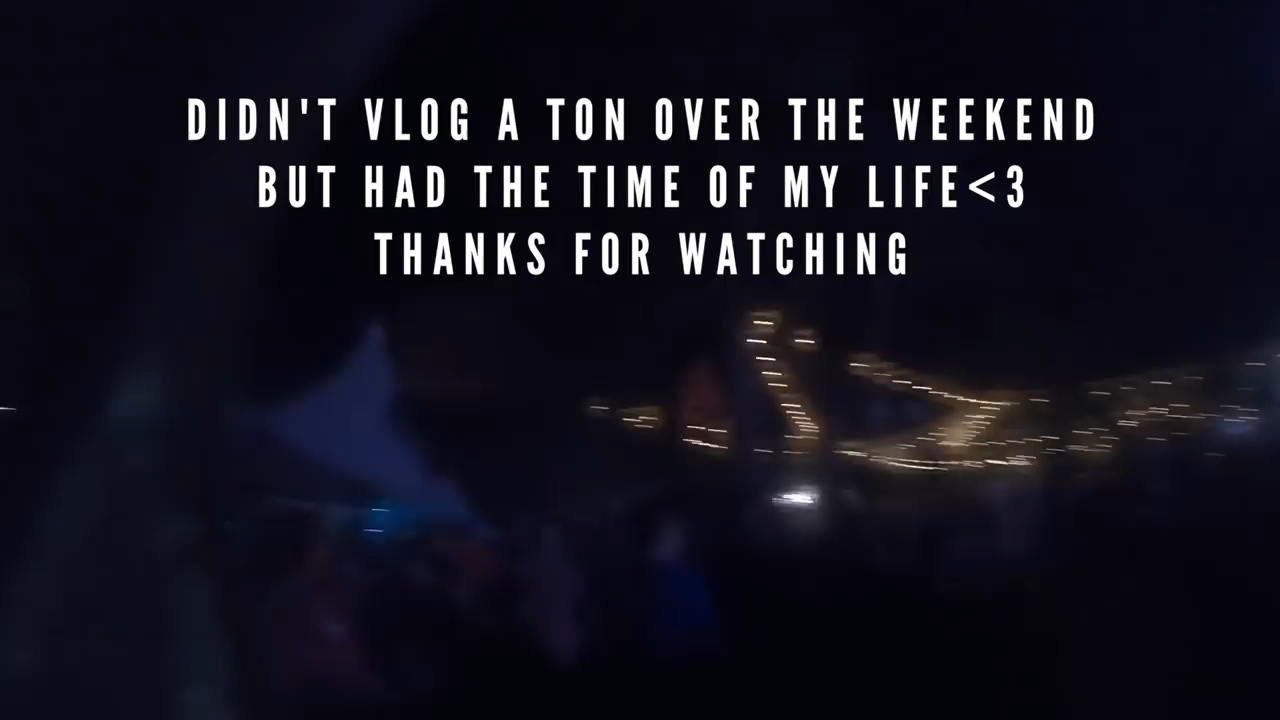 DIDN'T VLOG A TON OVER THE WEEKEND
BUT HAD THE TIME OF MY LIFE<3
THANKS FOR WATCHING